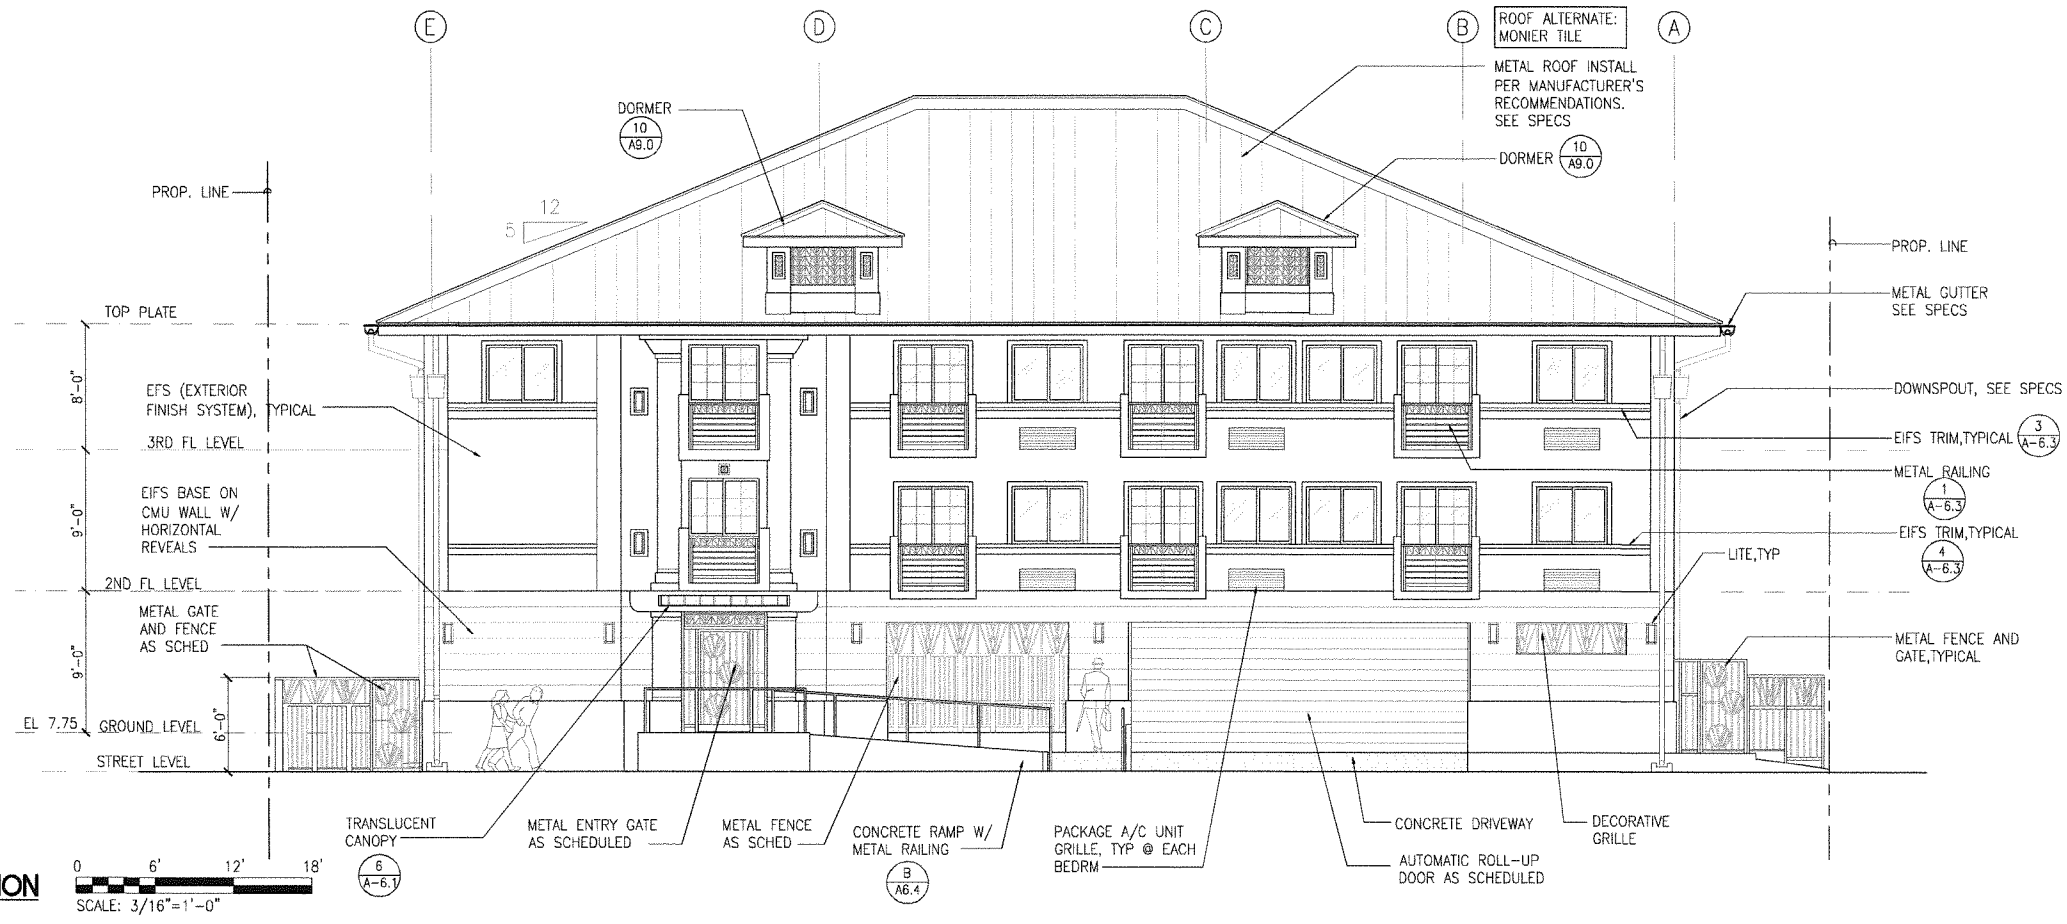 E
D
C
B
A
ROOF ALTERNATE:
MONIER TILE
METAL ROOF INSTALL
PER MANUFACTURER'S
RECOMMENDATIONS.
SEE SPECS
DORMER
10
A9.0
DORMER
10
A9.0
PROP. LINE
12
5
PROP. LINE
METAL GUTTER
SEE SPECS
TOP PLATE
8'-0"
EFS (EXTERIOR
FINISH SYSTEM), TYPICAL
3RD FL LEVEL
DOWNSPOUT, SEE SPECS
EIFS TRIM,TYPICAL
3
A-6.3
METAL RAILING
1
A-6.3
EIFS TRIM,TYPICAL
4
A-6.3
LITE,TYP
9'-0"
EIFS BASE ON
CMU WALL W/
HORIZONTAL
REVEALS
2ND FL LEVEL
METAL GATE
AND FENCE
AS SCHED
9'-0"
METAL FENCE AND
GATE,TYPICAL
EL 7.75
GROUND LEVEL
6'-0"
STREET LEVEL
TRANSLUCENT
CANOPY
6
A-6.1
METAL ENTRY GATE
AS SCHEDULED
METAL FENCE
AS SCHED
CONCRETE RAMP W/
METAL RAILING
B
A6.4
PACKAGE A/C UNIT
GRILLE, TYP @ EACH
BEDRM
CONCRETE DRIVEWAY
AUTOMATIC ROLL-UP
DOOR AS SCHEDULED
DECORATIVE
GRILLE
ION
0 6' 12' 18'
SCALE: 3/16"=1'-0"